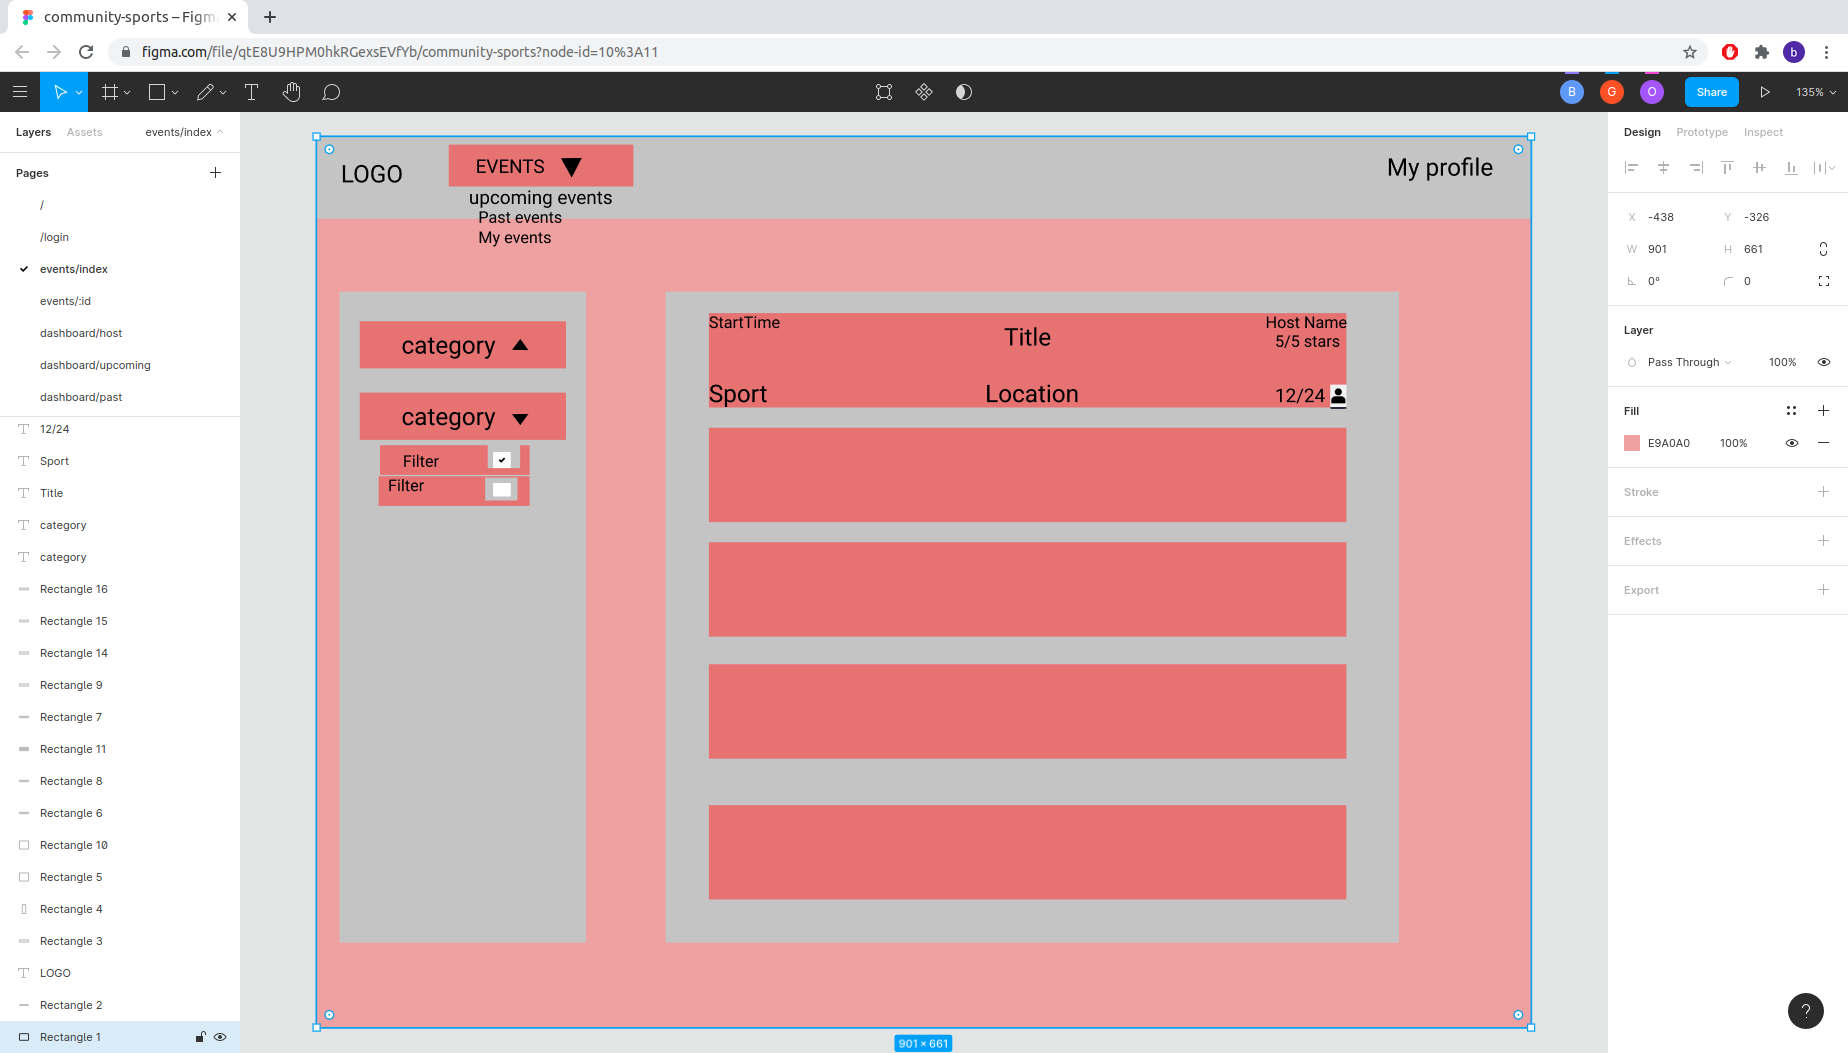 community-sports – Figm
figma.com/file/qtE8U9HPM0hkRGexsEVfYb/community-sports?node-id=10%3A11
b
B
G
O
Share
135%
Layers
Assets
events/index
Pages
/
/login
events/index
events/:id
dashboard/host
dashboard/upcoming
dashboard/past
12/24
Sport
Title
category
category
Rectangle 16
Rectangle 15
Rectangle 14
Rectangle 9
Rectangle 7
Rectangle 11
Rectangle 8
Rectangle 6
Rectangle 10
Rectangle 5
Rectangle 4
Rectangle 3
LOGO
Rectangle 2
Rectangle 1
LOGO
EVENTS
upcoming events
Past events
My events
My profile
category
category
Filter
Filter
StartTime
Title
Host Name
5/5 stars
Sport
Location
12/24
901 × 661
Design
Prototype
Inspect
X -438
Y -326
W 901
H 661
0°
0
Layer
Pass Through
100%
Fill
E9A0A0
100%
Stroke
Effects
Export
?